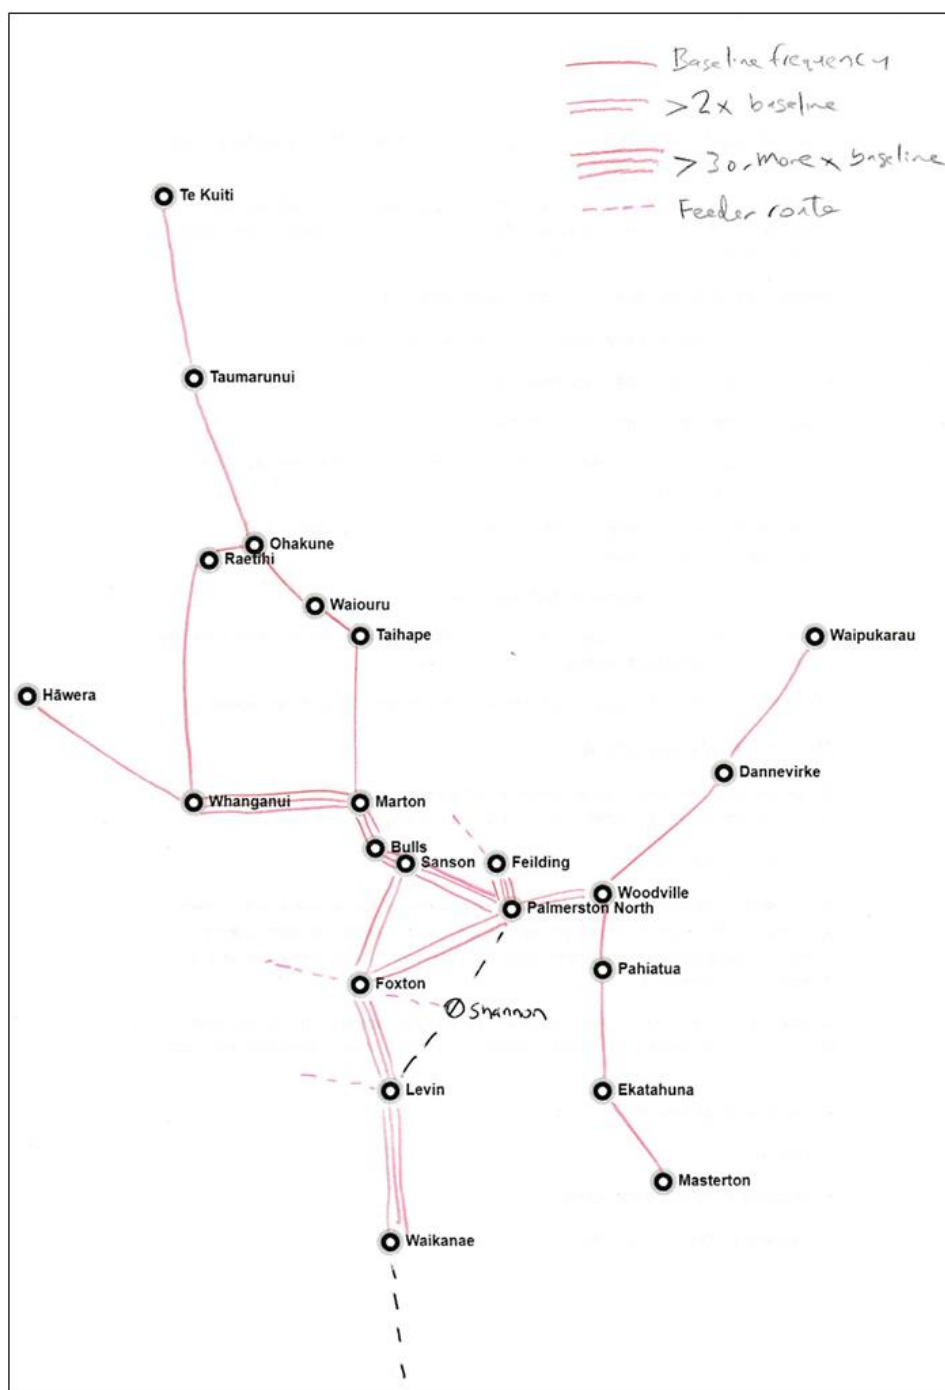 Baseline frequency
>2x baseline
>3 or more x baseline
Feeder route
Te Kuiti
Taumarunui
Ohakune
Raetihi
Waiouru
Taihape
Waipukarau
Hāwera
Dannevirke
Whanganui
Marton
Bulls
Sanson
Feilding
Woodville
Palmerston North
Pahiatua
Foxton
Shannon
Levin
Ekatahuna
Masterton
Waikanae